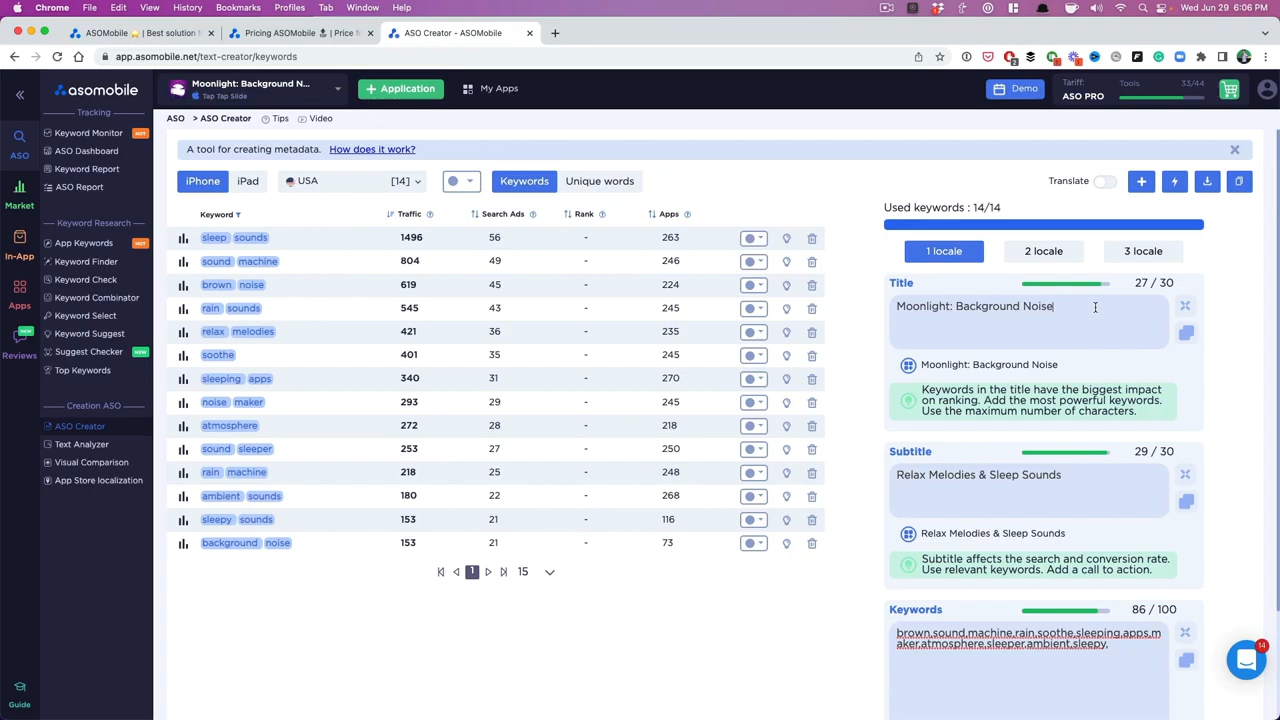 Chrome File Edit View History Bookmarks Profiles Tab Window Help Wed Jun 29 6:06 PM
ASOMobile ⭐ | Best solution f × Pricing ASOMobile | Price f × ASO Creator - ASOMobile × +
app.asomobile.net/text-creator/keywords
asomobile
Moonlight: Background N...
Tap Tap Slide
+ Application
My Apps
Demo
Tariff:
ASO PRO
Tools 33/44
ASO
Market
In-App
Apps
NEW
Reviews
Guide
Tracking
Keyword Monitor HOT
ASO Dashboard
Keyword Report
ASO Report
Keyword Research
App Keywords HOT
Keyword Finder
Keyword Check
Keyword Combinator
Keyword Select
Keyword Suggest
Suggest Checker NEW
Top Keywords
Creation ASO
ASO Creator
Text Analyzer
Visual Comparison
App Store localization
ASO > ASO Creator Tips Video
A tool for creating metadata. How does it work?
iPhone iPad USA [14] Keywords Unique words
Translate
Keyword Traffic Search Ads Rank Apps
sleep sounds 1496 56 - 263
sound machine 804 49 - 246
brown noise 619 45 - 224
rain sounds 545 43 - 245
relax melodies 421 36 - 235
soothe 401 35 - 245
sleeping apps 340 31 - 270
noise maker 293 29 - 245
atmosphere 272 28 - 218
sound sleeper 253 27 - 250
rain machine 218 25 - 248
ambient sounds 180 22 - 268
sleepy sounds 153 21 - 116
background noise 153 21 - 73
1 15
Used keywords : 14/14
1 locale 2 locale 3 locale
Title 27 / 30
Moonlight: Background Noise
Moonlight: Background Noise
Keywords in the title have the biggest impact
on ranking. Add the most powerful keywords.
Use the maximum number of characters.
Subtitle 29 / 30
Relax Melodies & Sleep Sounds
Relax Melodies & Sleep Sounds
Subtitle affects the search and conversion rate.
Use relevant keywords. Add a call to action.
Keywords 86 / 100
brown,sound,machine,rain,soothe,sleeping,apps,m
aker,atmosphere,sleeper,ambient,sleepy,
14